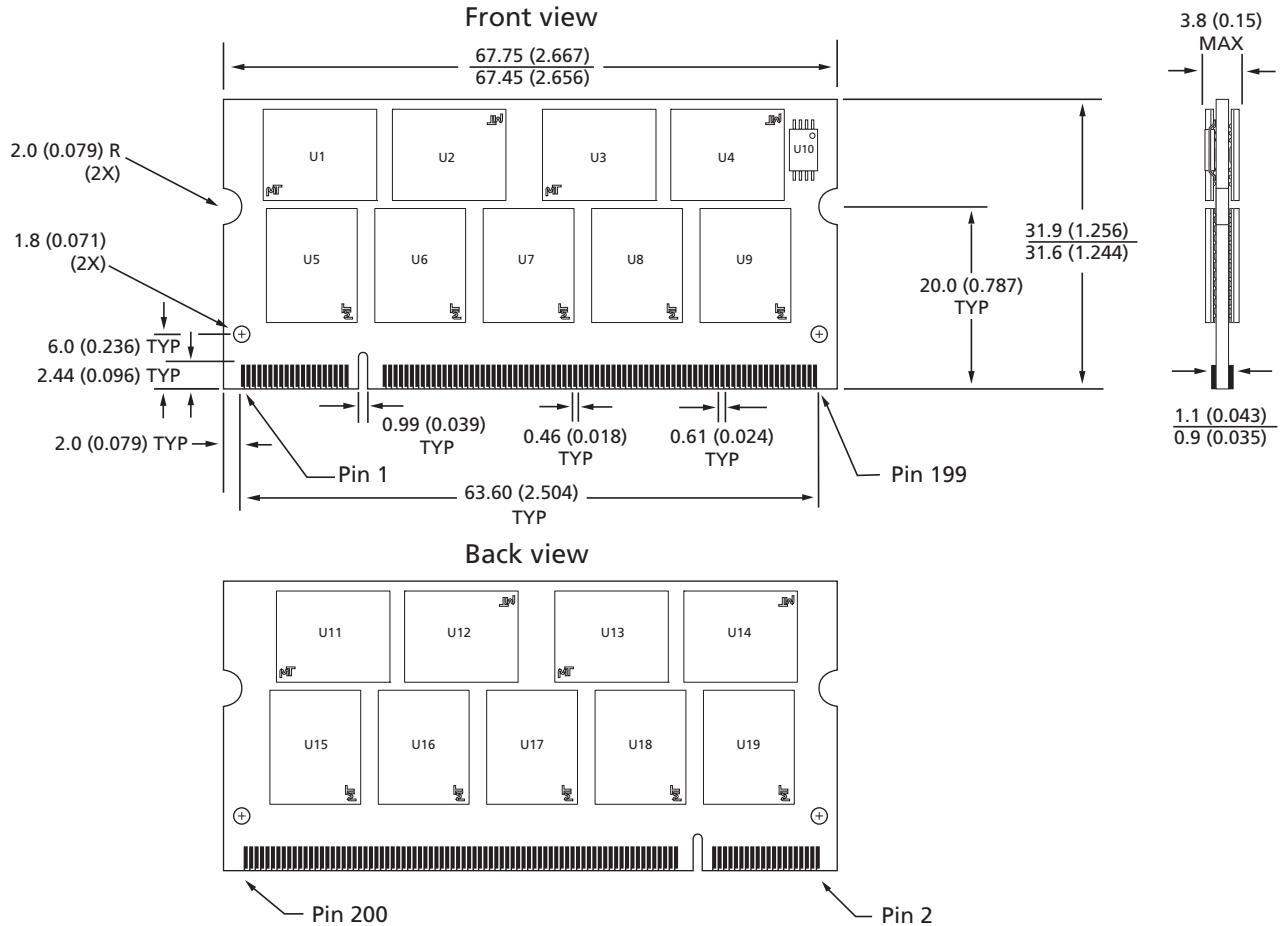 Front view
67.75 (2.667)
67.45 (2.656)
3.8 (0.15)
MAX
2.0 (0.079) R
(2X)
U1
U2
U3
U4
U10
1.8 (0.071)
(2X)
U5
U6
U7
U8
U9
31.9 (1.256)
31.6 (1.244)
20.0 (0.787)
TYP
6.0 (0.236) TYP
2.44 (0.096) TYP
2.0 (0.079) TYP
0.99 (0.039)
TYP
0.46 (0.018)
TYP
0.61 (0.024)
TYP
1.1 (0.043)
0.9 (0.035)
Pin 1
Pin 199
63.60 (2.504)
TYP
Back view
U11
U12
U13
U14
U15
U16
U17
U18
U19
Pin 200
Pin 2